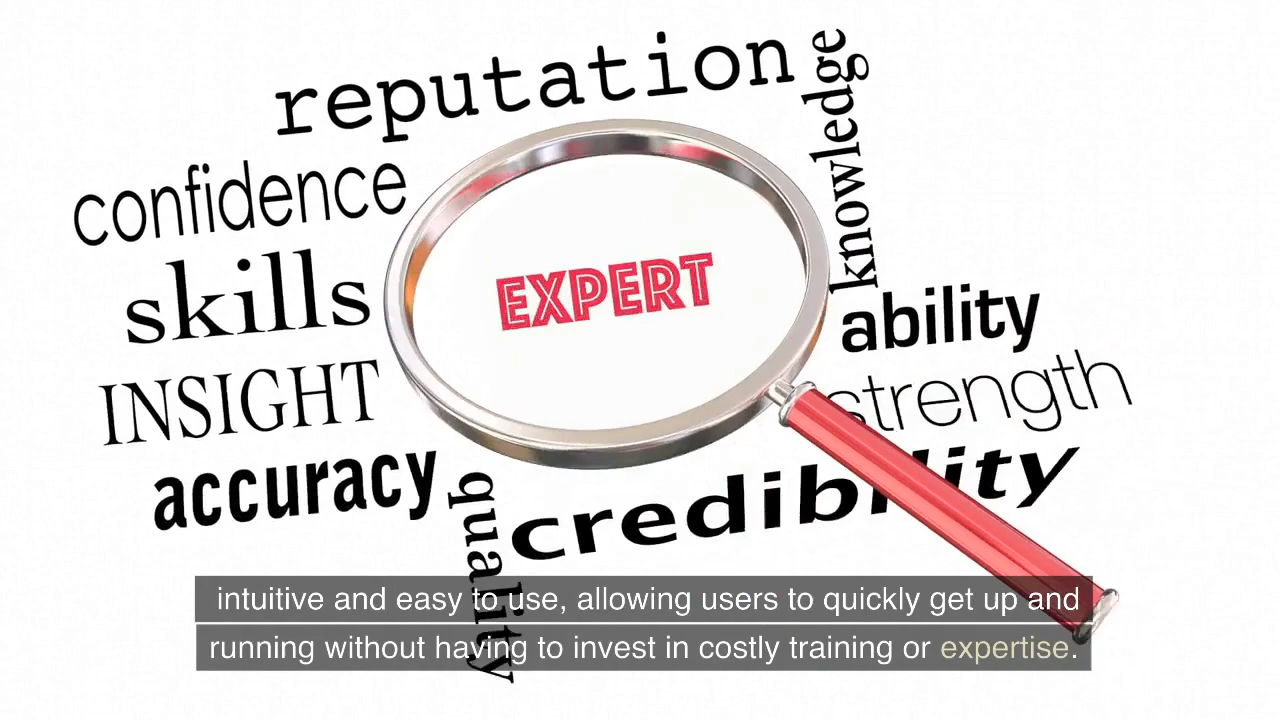 reputation
knowledge
confidence
skills
EXPERT
ability
INSIGHT
strength
accuracy
quality
credibility
intuitive and easy to use, allowing users to quickly get up and
running without having to invest in costly training or expertise.